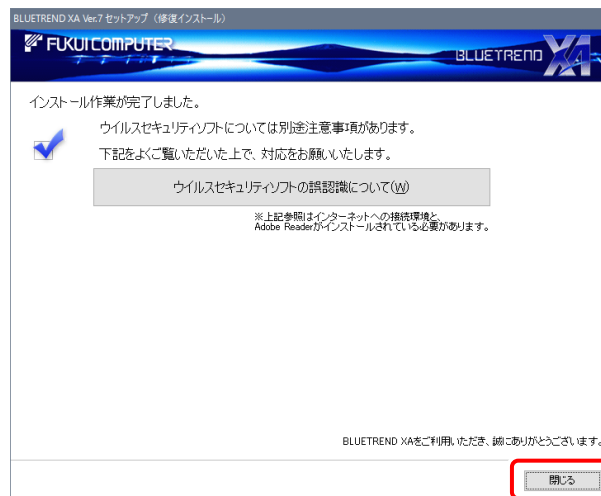 BLUETREND XA Ver.7 セットアップ（修復インストール）
FUKUI COMPUTER
BLUETREND XA
インストール作業が完了しました。
ウイルスセキュリティソフトについては別途注意事項があります。
下記をよくご覧いただいた上で、対応をお願いいたします。
ウイルスセキュリティソフトの誤認識について(W)
※上記参照はインターネットへの接続環境と、
Adobe Readerがインストールされている必要があります。
BLUETREND XAをご利用いただき、誠にありがとうございます。
閉じる